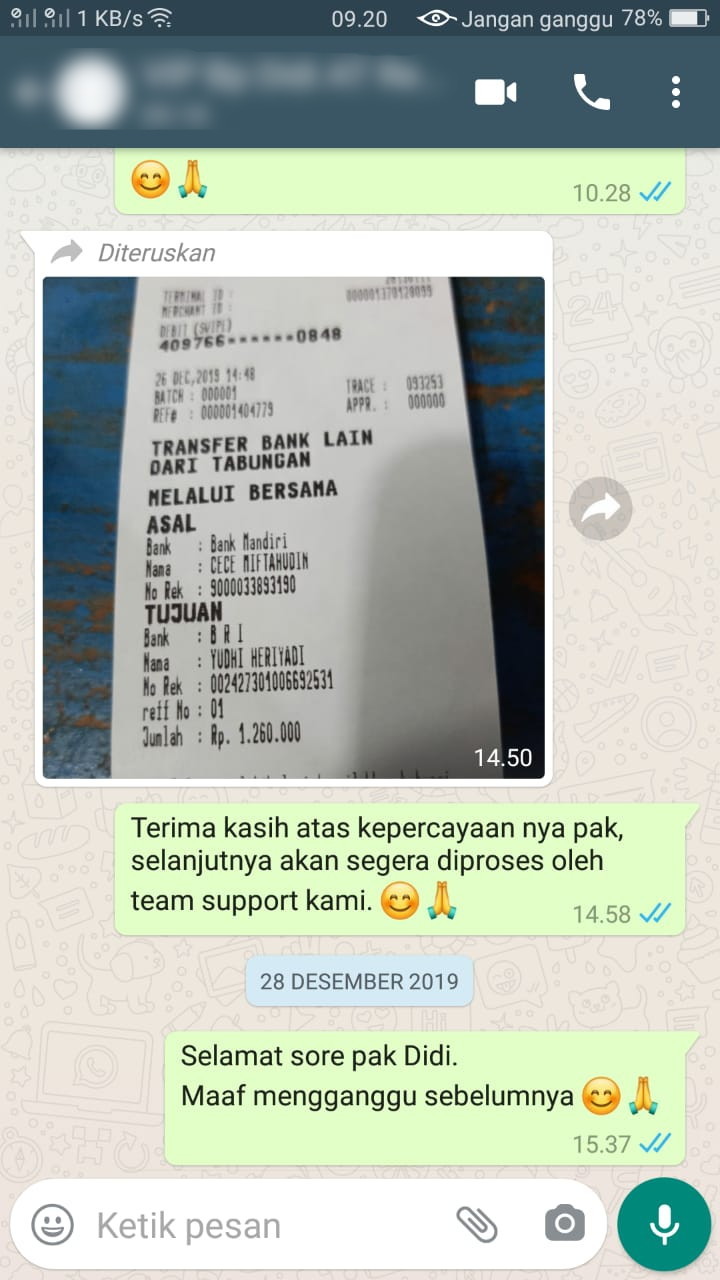 1 KB/s 09.20 Jangan ganggu 78%
10.28
Diteruskan
TERMINAL ID :
MERCHANT ID : 000001370128099
DEBIT (SVIPL)
409766******0848
26 DEC,2019 14:48
BATCH : 000001 TRACE : 093253
REF# : 000001404779 APPR. : 000000
TRANSFER BANK LAIN
DARI TABUNGAN
MELALUI BERSAMA
ASAL
Bank : Bank Mandiri
Nama : CECE MIFTAHUDIN
No Rek : 9000033893190
TUJUAN
Bank : B R I
Nama : YUDHI HERIYADI
No Rek : 002427301006692531
reff No : 01
Jumlah : Rp. 1.260.000
14.50
Terima kasih atas kepercayaan nya pak,
selanjutnya akan segera diproses oleh
team support kami.
14.58
28 DESEMBER 2019
Selamat sore pak Didi.
Maaf mengganggu sebelumnya
15.37
Ketik pesan